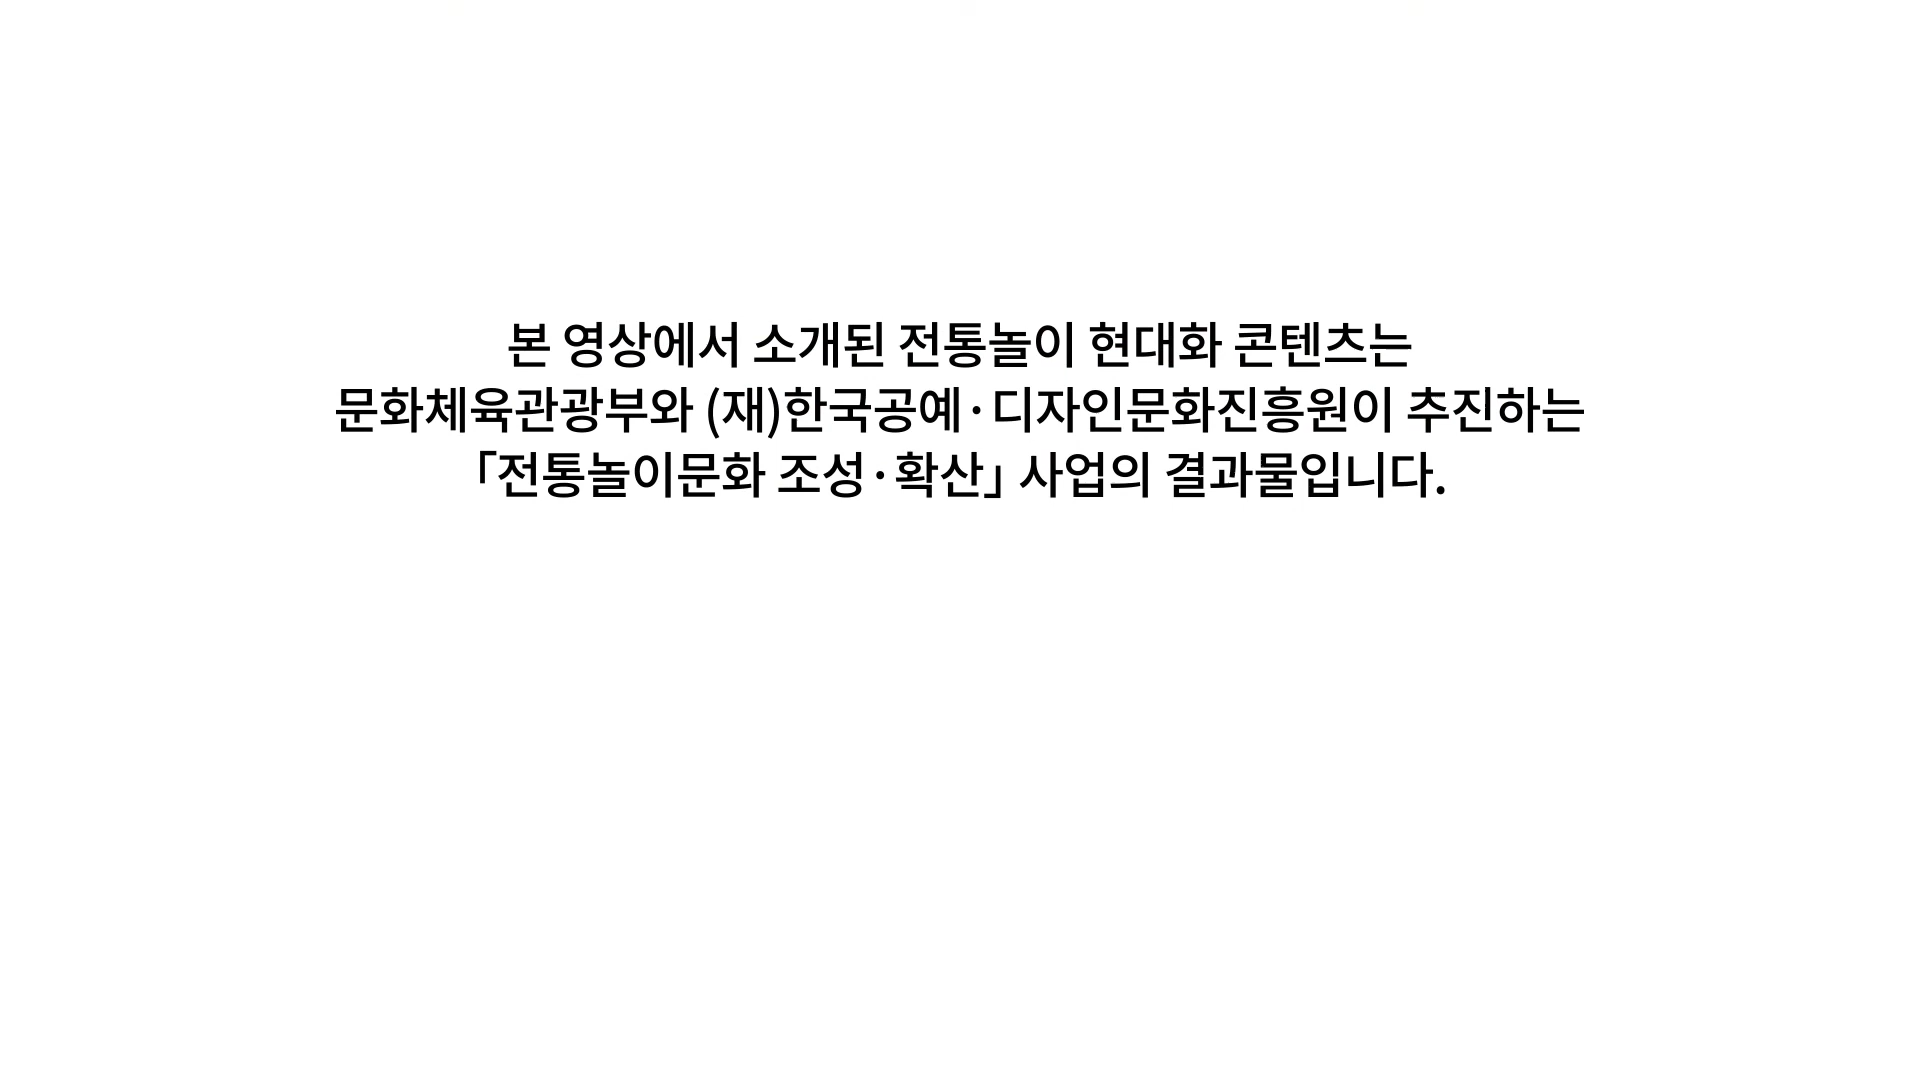 본 영상에서 소개된 전통놀이 현대화 콘텐츠는
문화체육관광부와 (재)한국공예·디자인문화진흥원이 추진하는
「전통놀이문화 조성·확산」 사업의 결과물입니다.